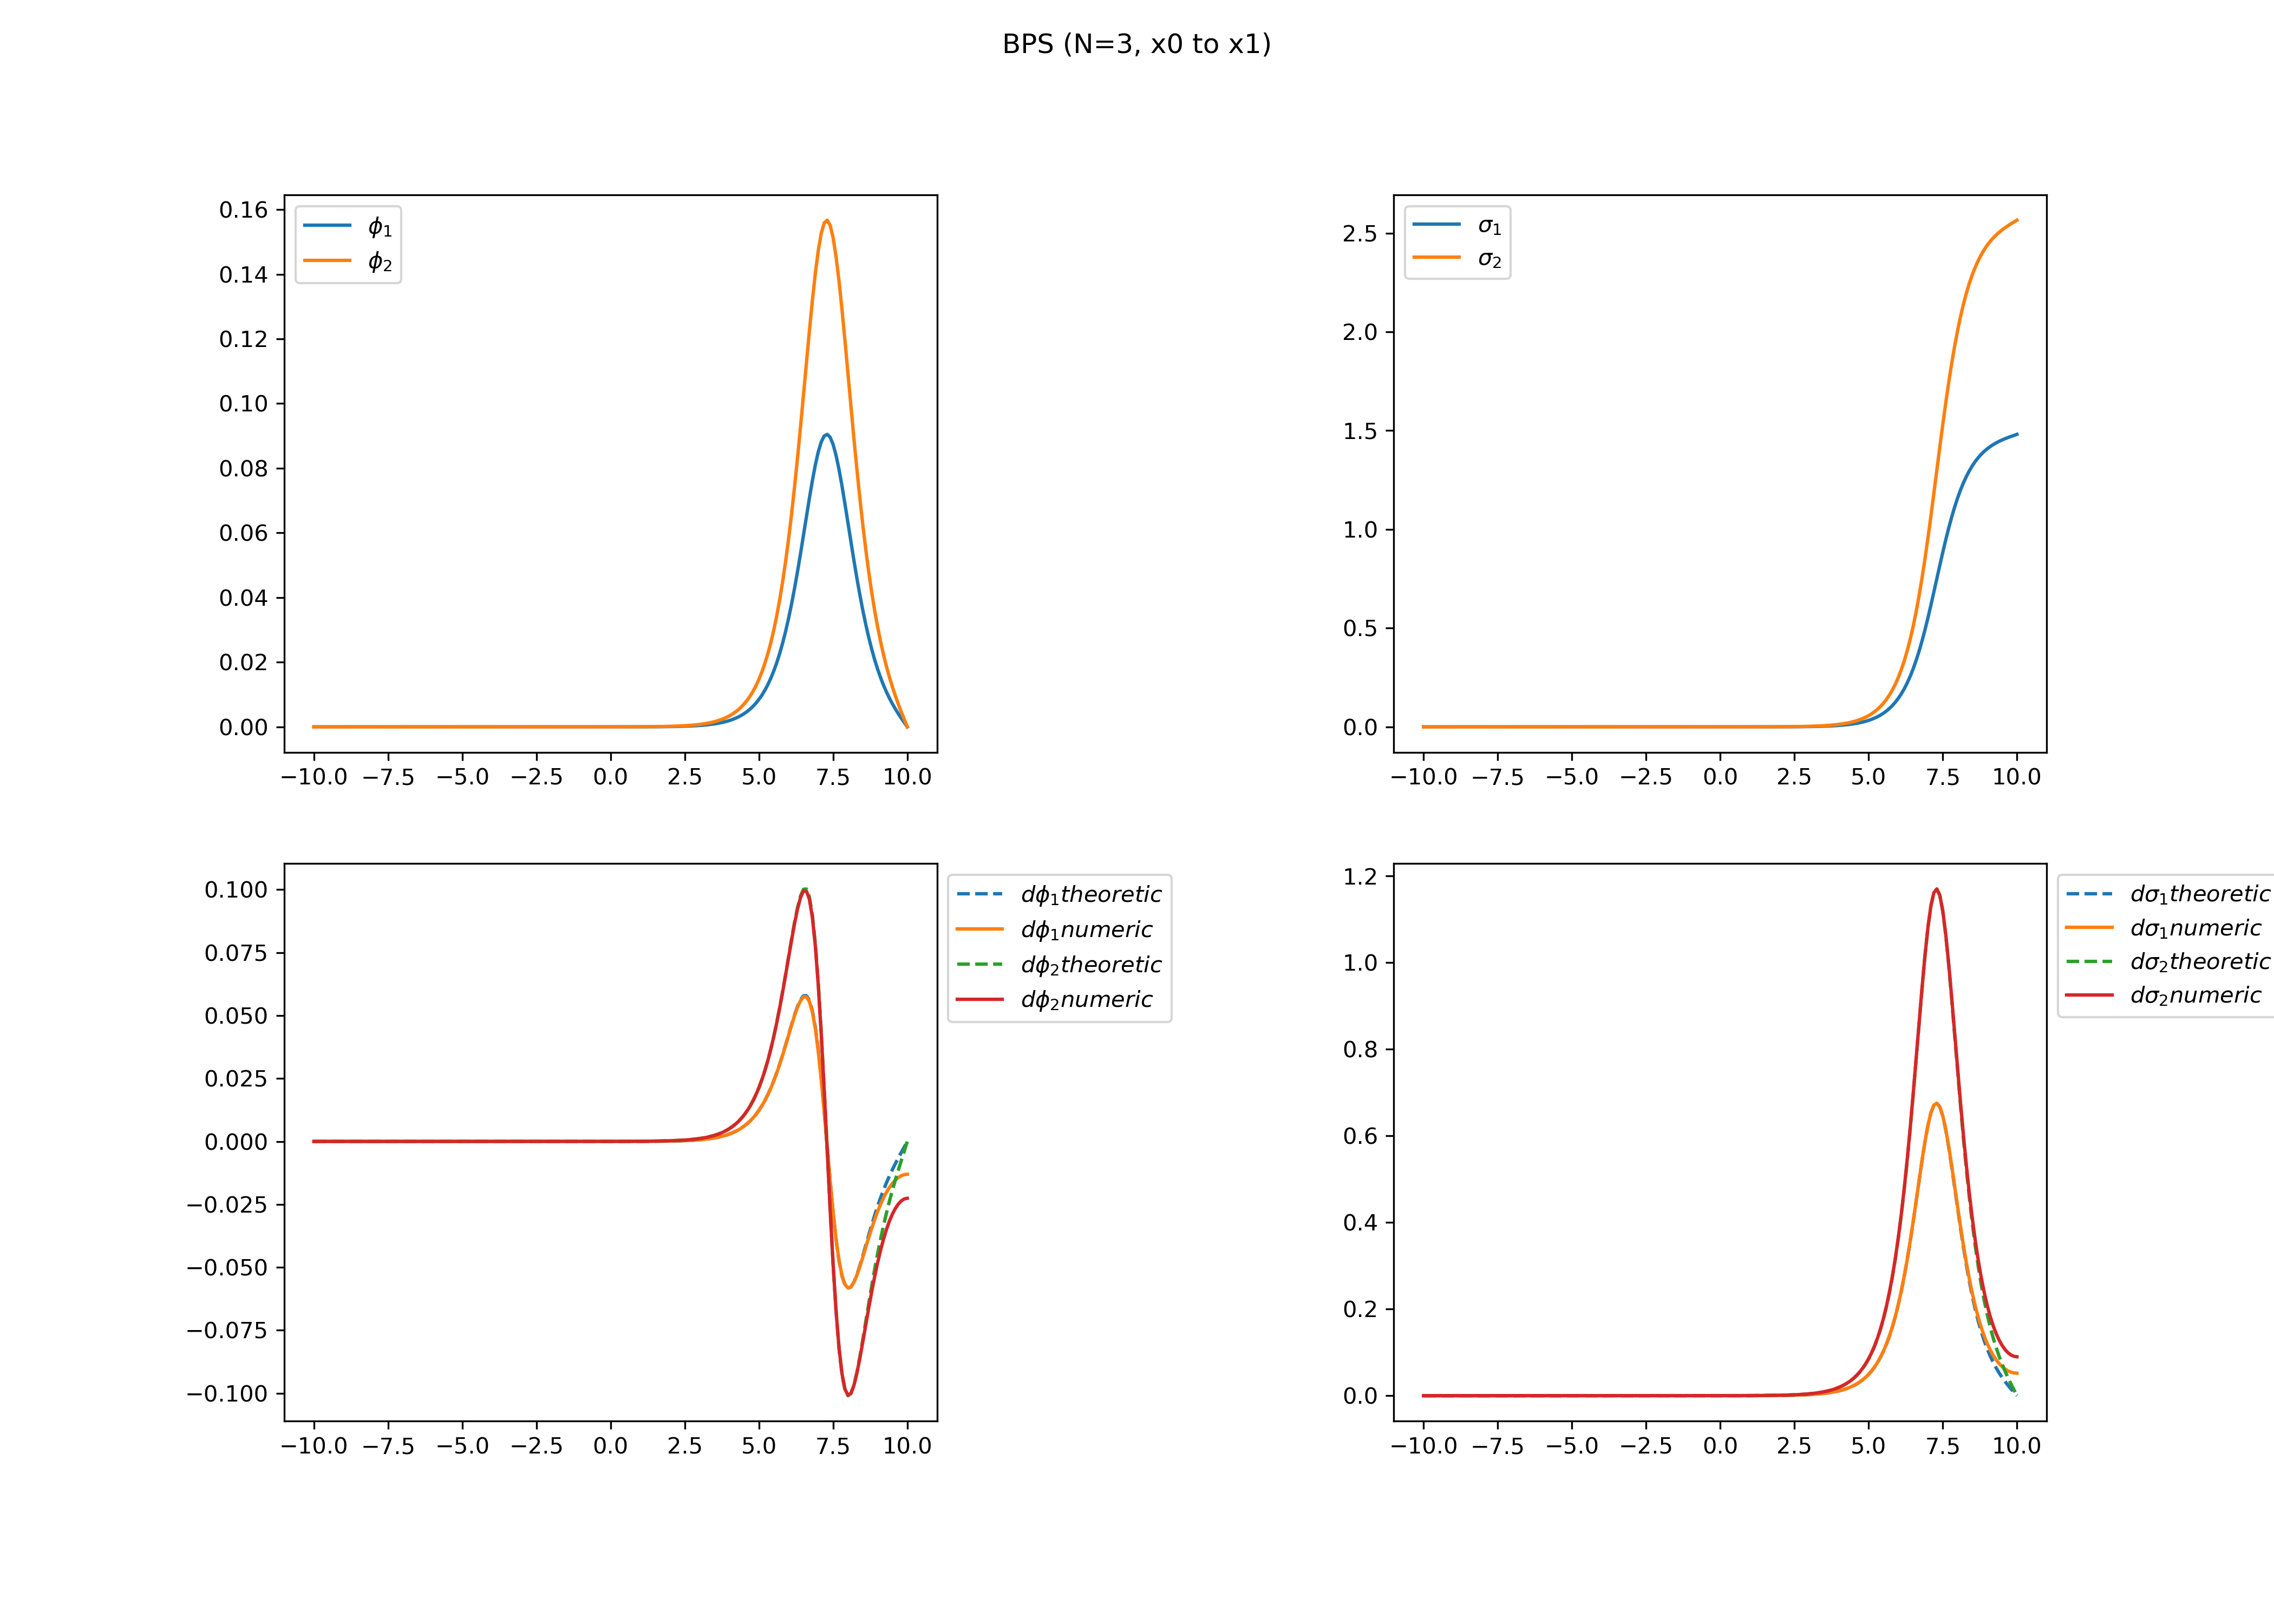 BPS (N=3, x0 to x1)
0.16
0.14
0.12
0.10
0.08
0.06
0.04
0.02
0.00
ϕ₁
ϕ₂
−10.0 −7.5 −5.0 −2.5 0.0 2.5 5.0 7.5 10.0
2.5
2.0
1.5
1.0
0.5
0.0
σ₁
σ₂
−10.0 −7.5 −5.0 −2.5 0.0 2.5 5.0 7.5 10.0
0.100
0.075
0.050
0.025
0.000
−0.025
−0.050
−0.075
−0.100
dϕ₁theoretic
dϕ₁numeric
dϕ₂theoretic
dϕ₂numeric
−10.0 −7.5 −5.0 −2.5 0.0 2.5 5.0 7.5 10.0
1.2
1.0
0.8
0.6
0.4
0.2
0.0
dσ₁theoretic
dσ₁numeric
dσ₂theoretic
dσ₂numeric
−10.0 −7.5 −5.0 −2.5 0.0 2.5 5.0 7.5 10.0